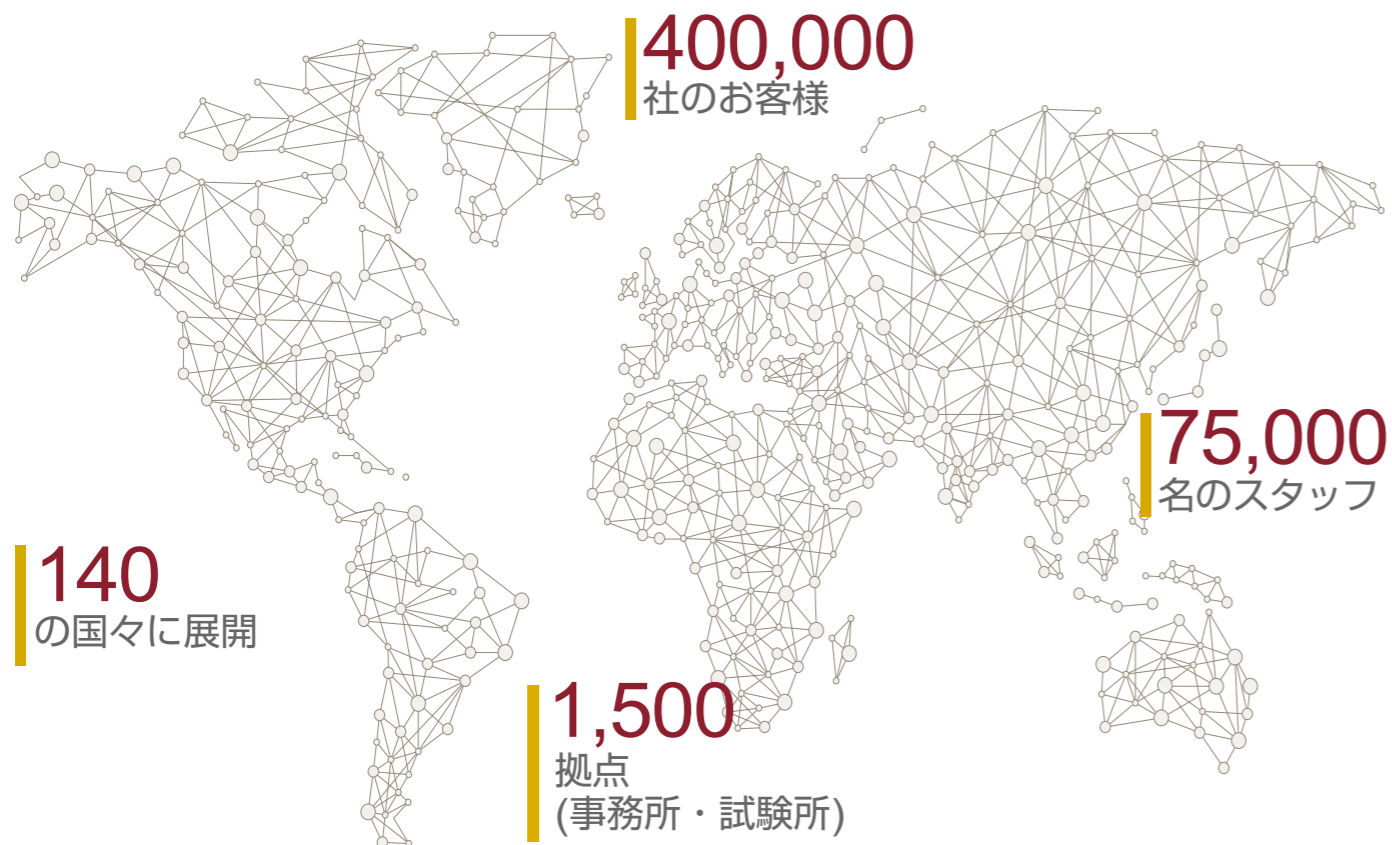 400,000
社のお客様
75,000
名のスタッフ
140
の国々に展開
1,500
拠点
(事務所・試験所)